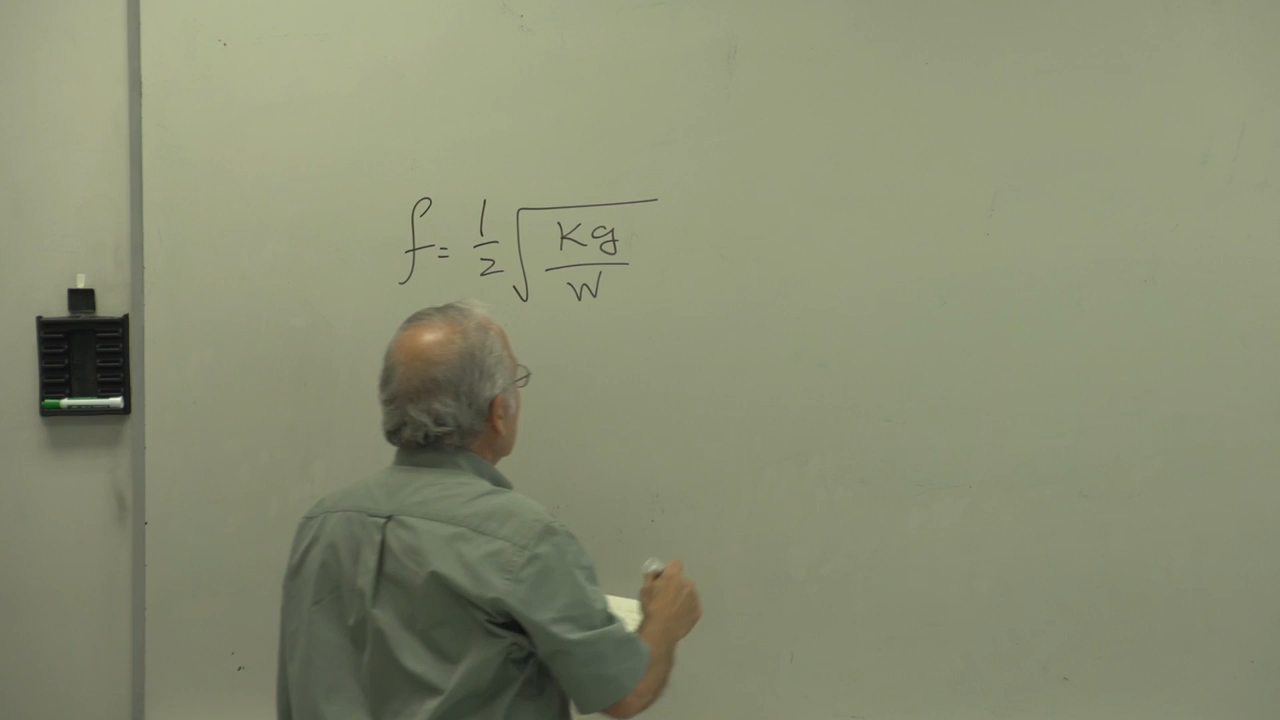 f = 1/2 √(Kg/W)